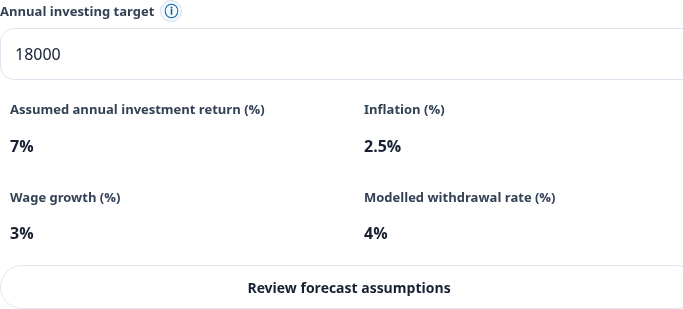 Annual investing target
18000
Assumed annual investment return (%)
Inflation (%)
7%
2.5%
Wage growth (%)
Modelled withdrawal rate (%)
3%
4%
Review forecast assumptions